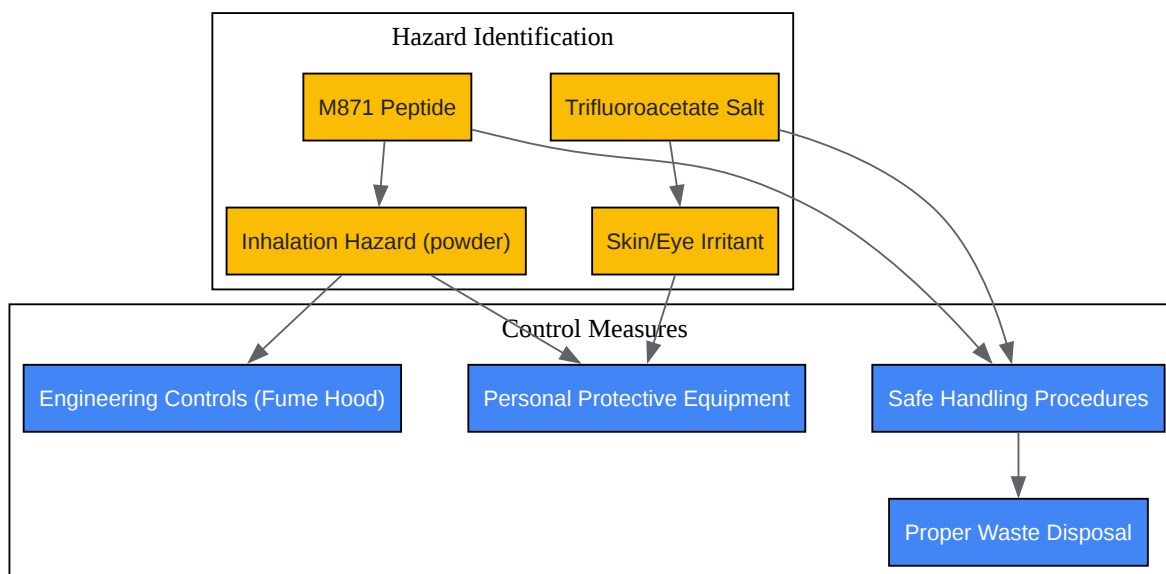 Hazard Identification
M871 Peptide
Trifluoroacetate Salt
Inhalation Hazard (powder)
Skin/Eye Irritant
Control Measures
Engineering Controls (Fume Hood)
Personal Protective Equipment
Safe Handling Procedures
Proper Waste Disposal